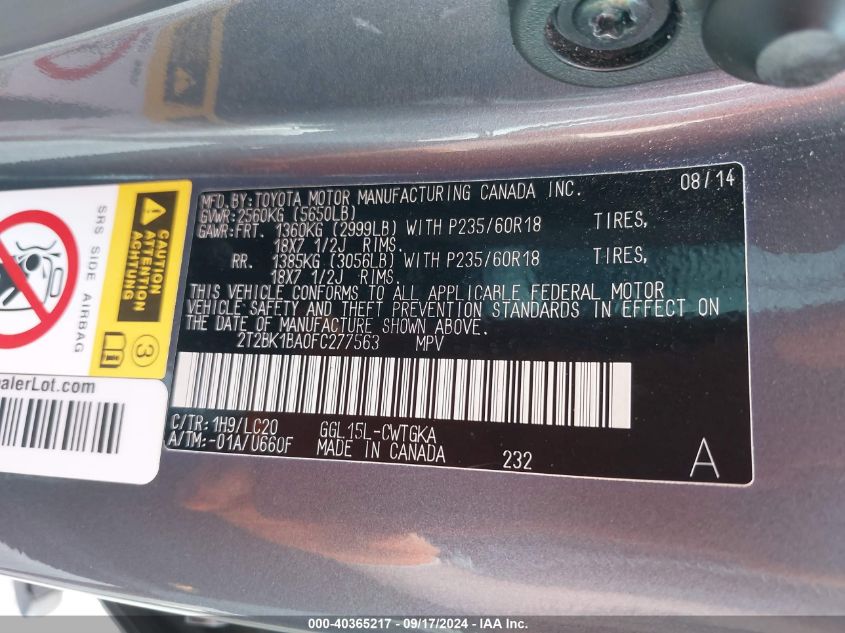 MFD.BY:TOYOTA MOTOR MANUFACTURING CANADA INC. 08/14
GVWR:2560KG (5650LB)
GAWR:FRT. 1360KG (2999LB) WITH P235/60R18 TIRES,
18X7 1/2J RIMS.
RR. 1385KG (3056LB) WITH P235/60R18 TIRES,
18X7 1/2J RIMS.
THIS VEHICLE CONFORMS TO ALL APPLICABLE FEDERAL MOTOR
VEHICLE SAFETY AND THEFT PREVENTION STANDARDS IN EFFECT ON
THE DATE OF MANUFACTURE SHOWN ABOVE.
2T2BK1BA0FC277563 MPV
C/TR:1H9/LC20 GGL15L-CWTGKA
A/TM:-01A/U660F MADE IN CANADA 232 A
SRS SIDE AIRBAG
CAUTION
ATTENTION
ACHTUNG
3
alerLot.com
000-40365217 - 09/17/2024 - IAA Inc.